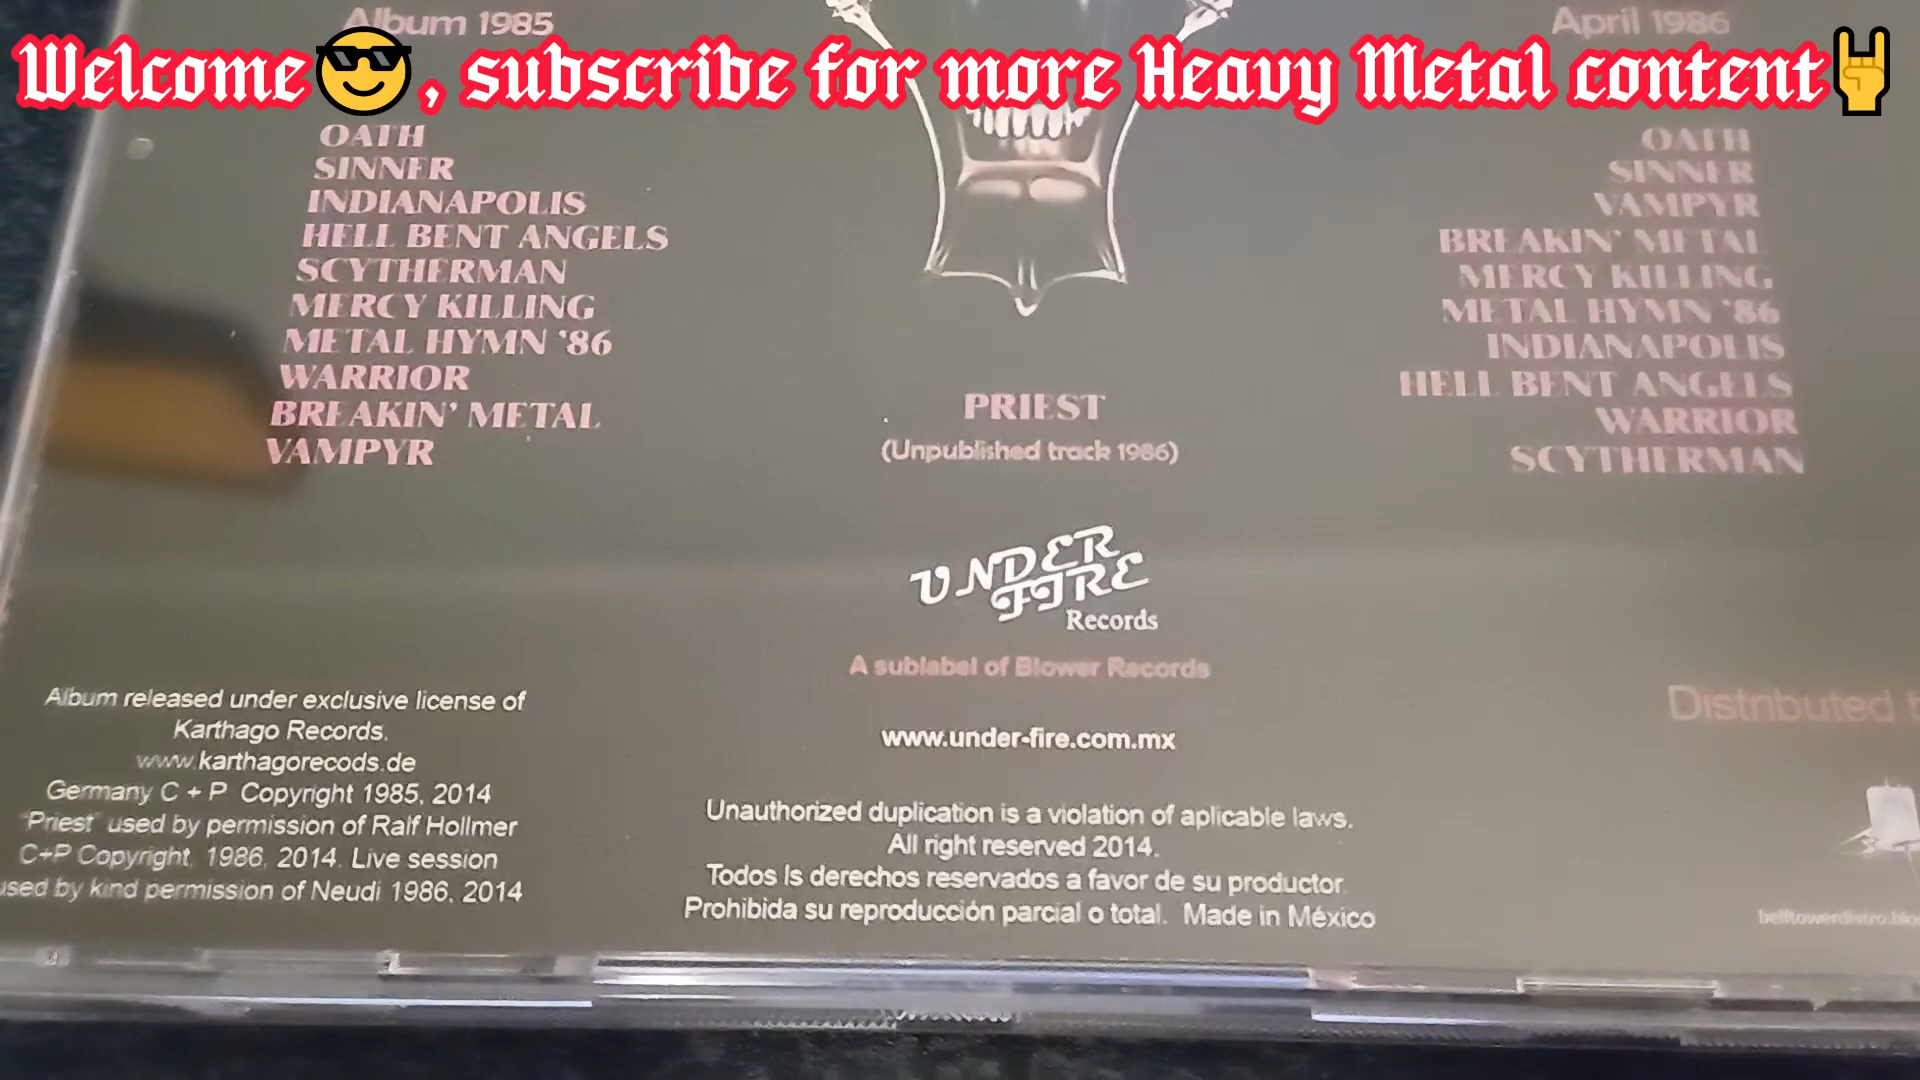 Album 1985
April 1986
Welcome😎, subscribe for more Heavy Metal content🤘
OATH
SINNER
INDIANAPOLIS
HELL BENT ANGELS
SCYTHERMAN
MERCY KILLING
METAL HYMN '86
WARRIOR
BREAKIN' METAL
VAMPYR
PRIEST
(Unpublished track 1986)
OATH
SINNER
VAMPYR
BREAKIN' METAL
MERCY KILLING
METAL HYMN '86
INDIANAPOLIS
HELL BENT ANGELS
WARRIOR
SCYTHERMAN
UNDER
FIRE
Records
A sublabel of Blower Records
www.under-fire.com.mx
Album released under exclusive license of
Karthago Records.
www.karthagorecods.de
Germany C + P Copyright 1985, 2014
"Priest" used by permission of Ralf Hollmer
C+P Copyright 1986, 2014. Live session
used by kind permission of Neudi 1986, 2014
Unauthorized duplication is a violation of aplicable laws.
All right reserved 2014.
Todos ls derechos reservados a favor de su productor.
Prohibida su reproducción parcial o total. Made in México
Distributed